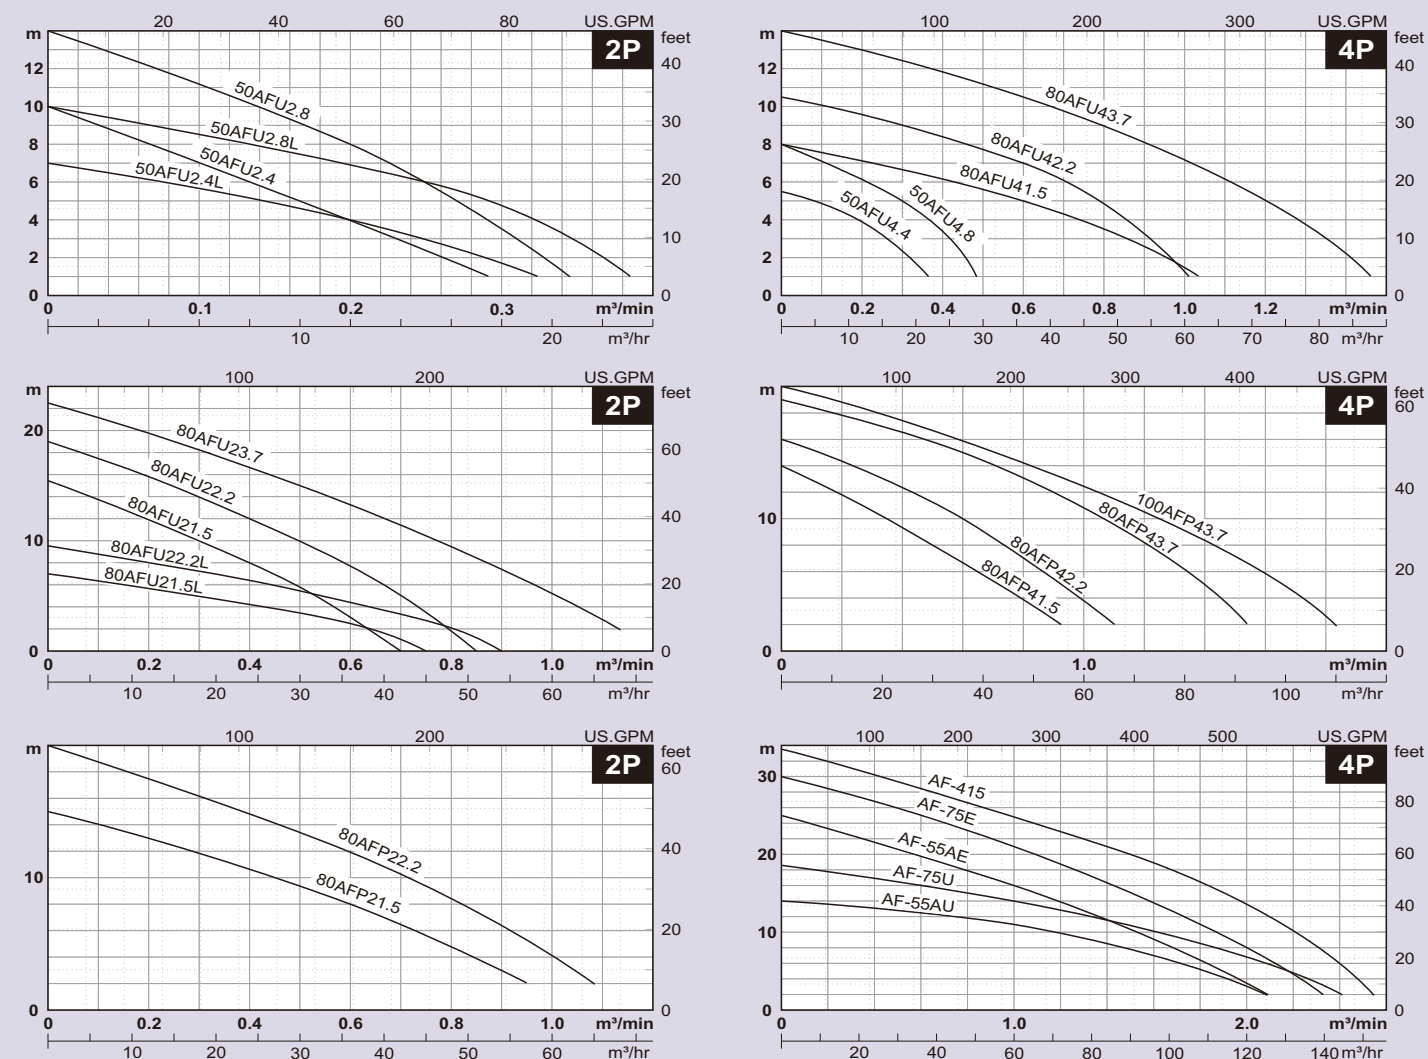 20 40 60 80 US.GPM
m 2P feet
12 40
10 30
8
6 20
4 10
2
0 0
50AFU2.8
50AFU2.8L
50AFU2.4
50AFU2.4L
0 0.1 0.2 0.3 m³/min
10 20 m³/hr
100 200 300 US.GPM
m 4P feet
12 40
10 30
8
6 20
4 10
2
0 0
80AFU43.7
80AFU42.2
80AFU41.5
50AFU4.8
50AFU4.4
0 0.2 0.4 0.6 0.8 1.0 1.2 m³/min
10 20 30 40 50 60 70 80 m³/hr
100 200 US.GPM
m 2P feet
20 60
40
10 20
0 0
80AFU23.7
80AFU22.2
80AFU21.5
80AFU22.2L
80AFU21.5L
0 0.2 0.4 0.6 0.8 1.0 m³/min
10 20 30 40 50 60 m³/hr
100 200 300 400 US.GPM
m 4P feet
60
40
10 20
0 0
100AFP43.7
80AFP43.7
80AFP42.2
80AFP41.5
0 1.0 m³/min
20 40 60 80 100 m³/hr
100 200 US.GPM
m 2P feet
60
10 40
20
0 0
80AFP22.2
80AFP21.5
0 0.2 0.4 0.6 0.8 1.0 m³/min
10 20 30 40 50 60 m³/hr
100 200 300 400 500 US.GPM
m 4P feet
30 80
20 60
10 40
20
0 0
AF-415
AF-75E
AF-55AE
AF-75U
AF-55AU
0 1.0 2.0 m³/min
20 40 60 80 100 120 140 m³/hr